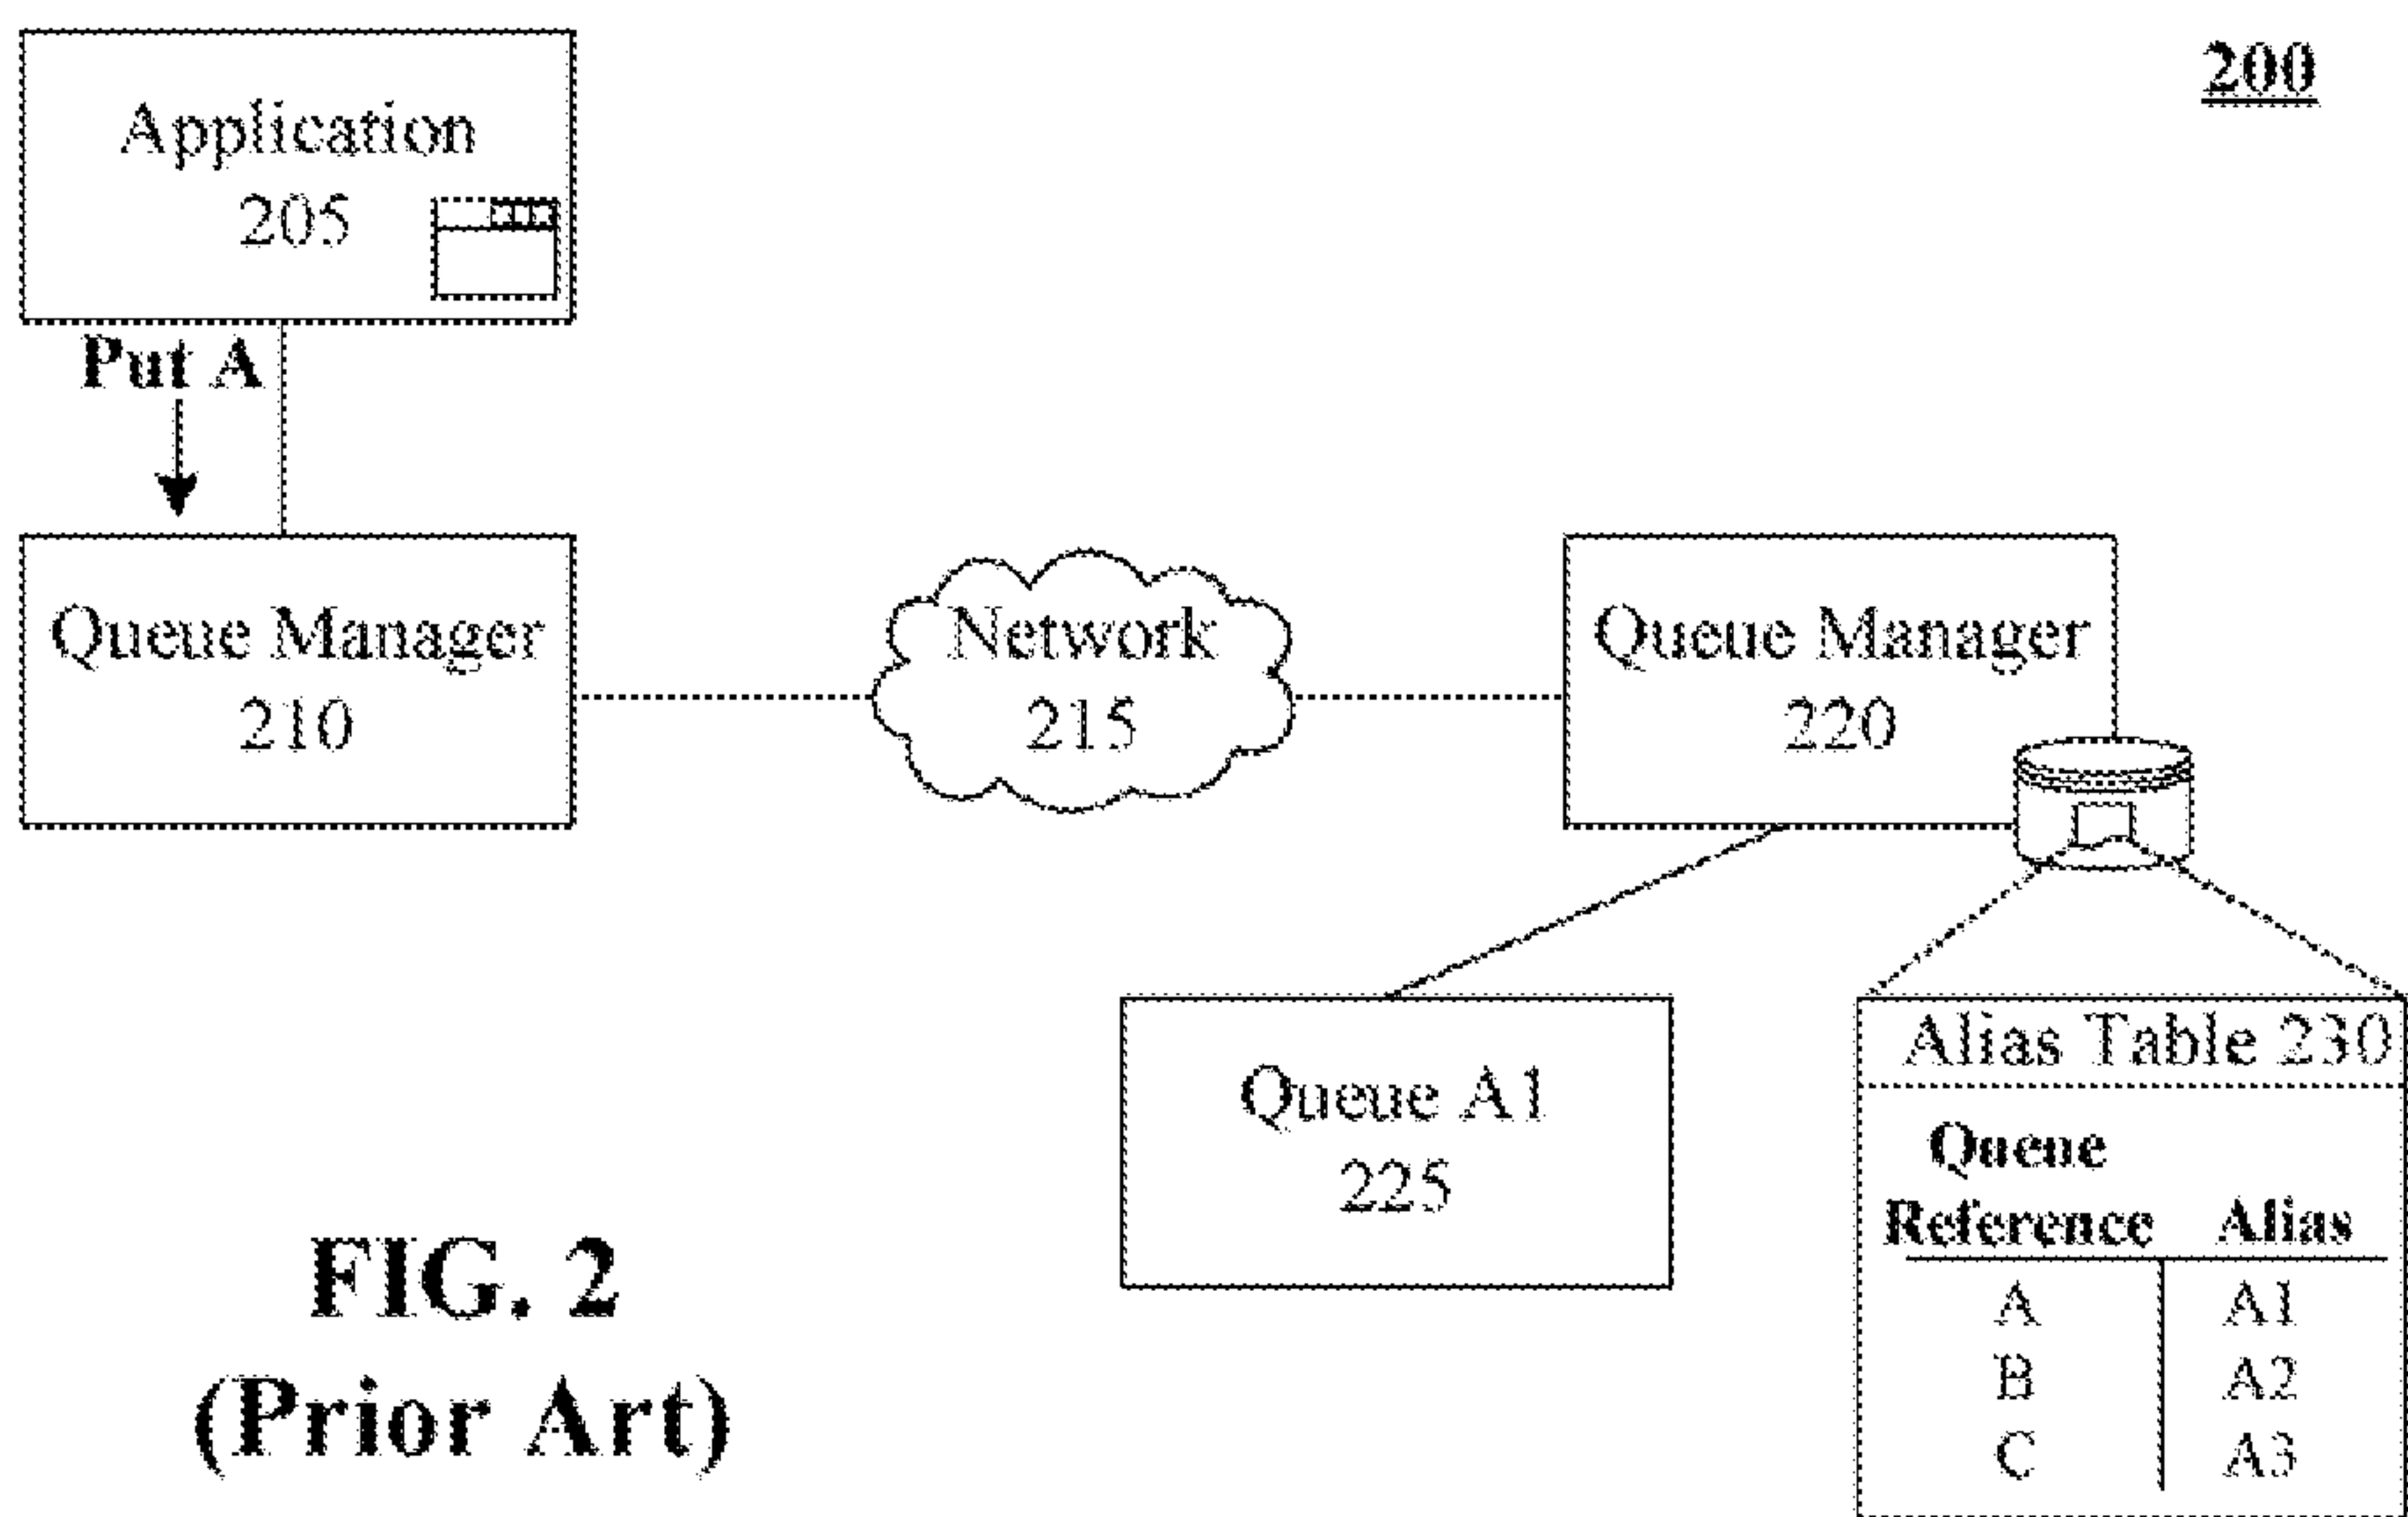 200
Application
205
Put A
Queue Manager
210
Network
215
Queue Manager
220
Queue A1
225
Alias Table 230
Queue
Reference Alias
A A1
B A2
C A3
FIG. 2
(Prior Art)